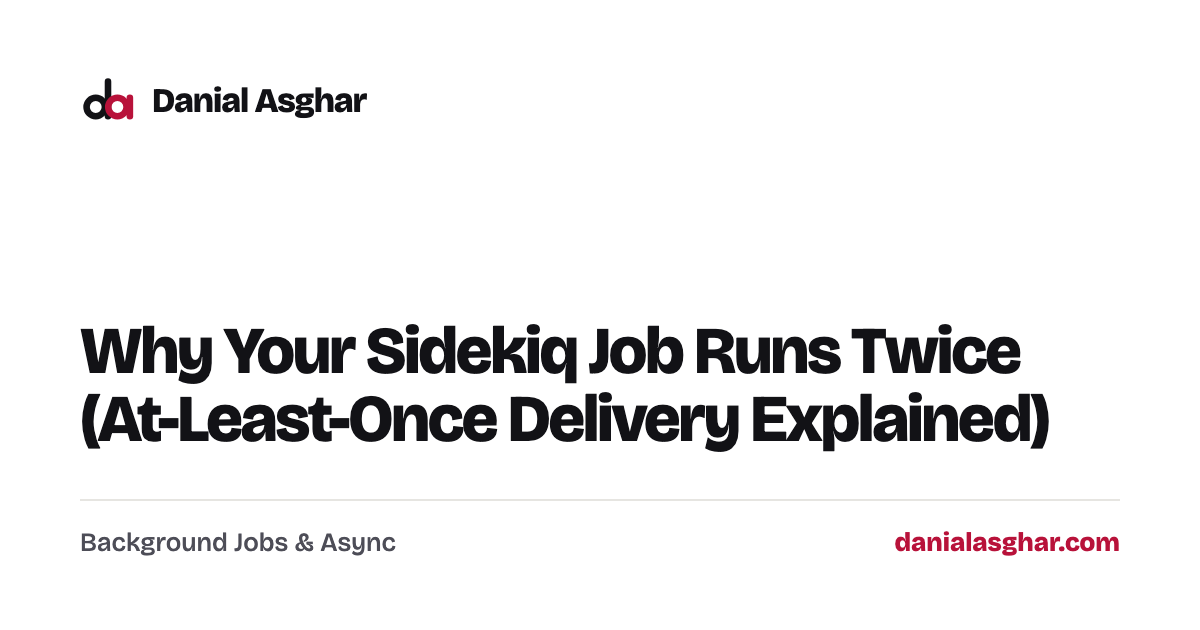 da Danial Asghar
Why Your Sidekiq Job Runs Twice
(At-Least-Once Delivery Explained)
Background Jobs & Async
danialasghar.com